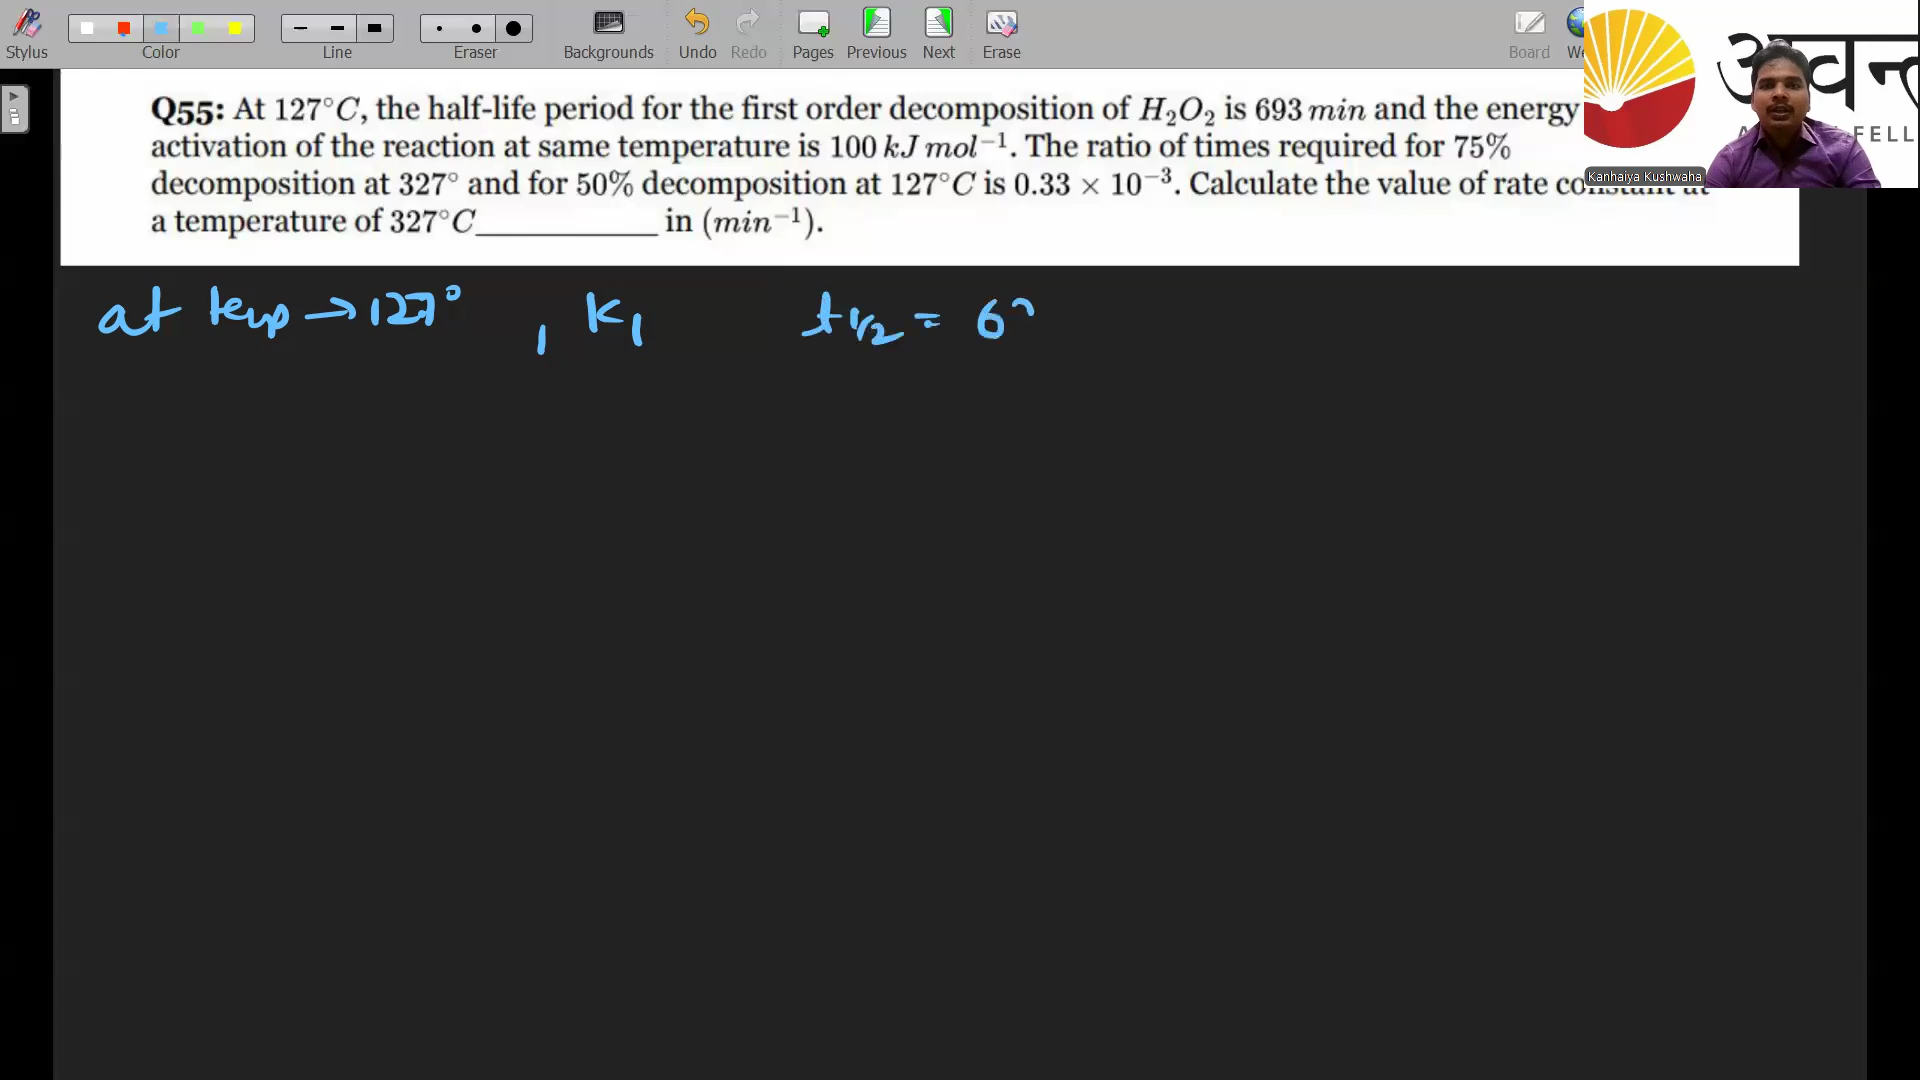 Stylus
Color
Line
Eraser
Backgrounds
Undo
Redo
Pages
Previous
Next
Erase
Board
Kanhaiya Kushwaha
FELL
Q55: At 127°C, the half-life period for the first order decomposition of H₂O₂ is 693 min and the energy
activation of the reaction at same temperature is 100 kJ mol⁻¹. The ratio of times required for 75%
decomposition at 327° and for 50% decomposition at 127°C is 0.33 × 10⁻³. Calculate the value of rate
a temperature of 327°C____________ in (min⁻¹).
at temp → 127° , K₁ t₁/₂ = 6